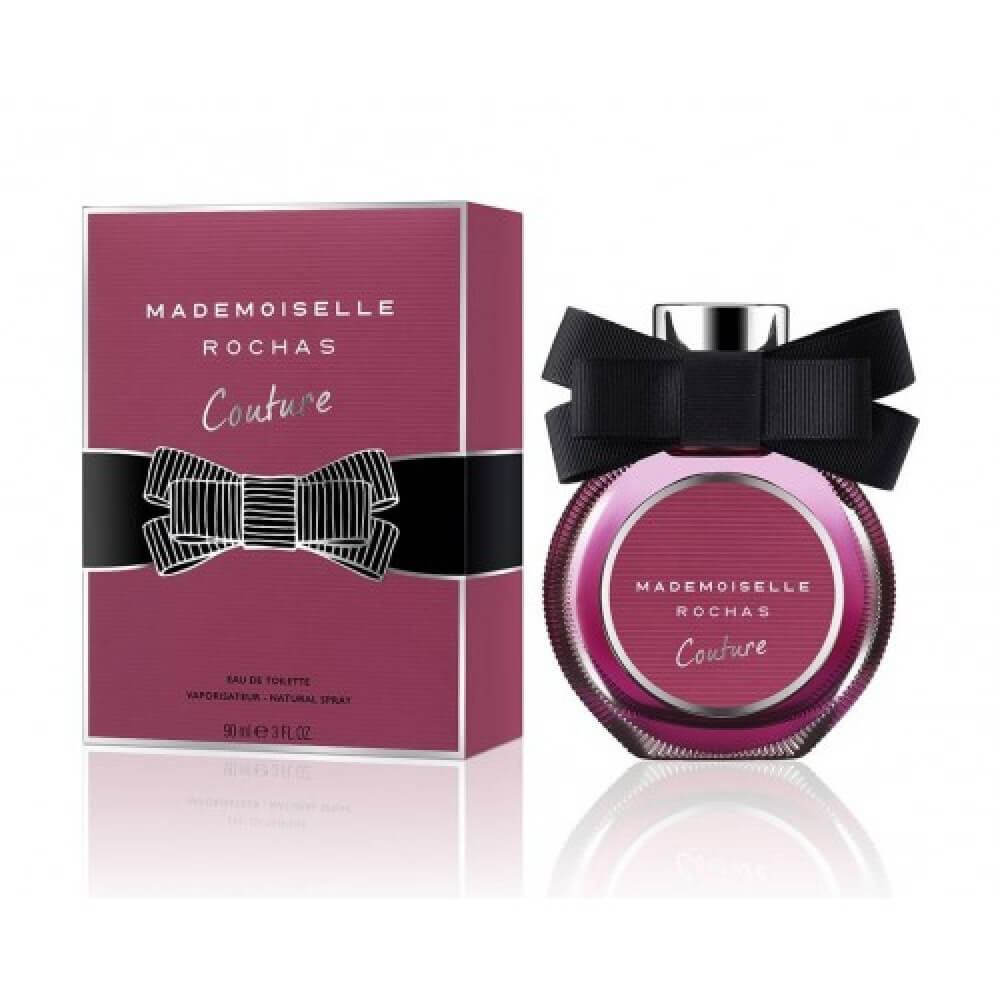 MADEMOISELLE
ROCHAS
Couture
EAU DE TOILETTE
VAPORISATEUR - NATURAL SPRAY
90 ml ℮ 3 FL.OZ.
MADEMOISELLE
ROCHAS
Couture